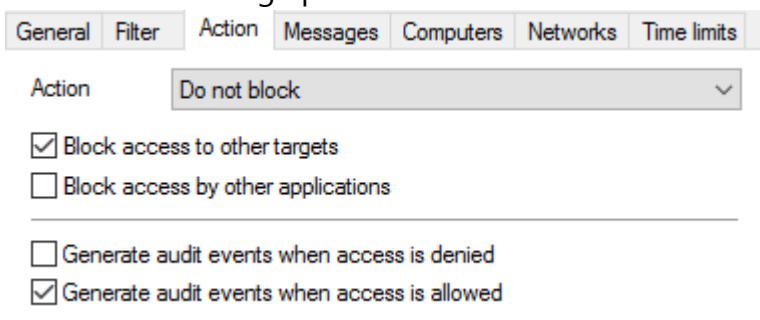 General Filter Action Messages Computers Networks Time limits
Action Do not block
Block access to other targets
Block access by other applications
Generate audit events when access is denied
Generate audit events when access is allowed